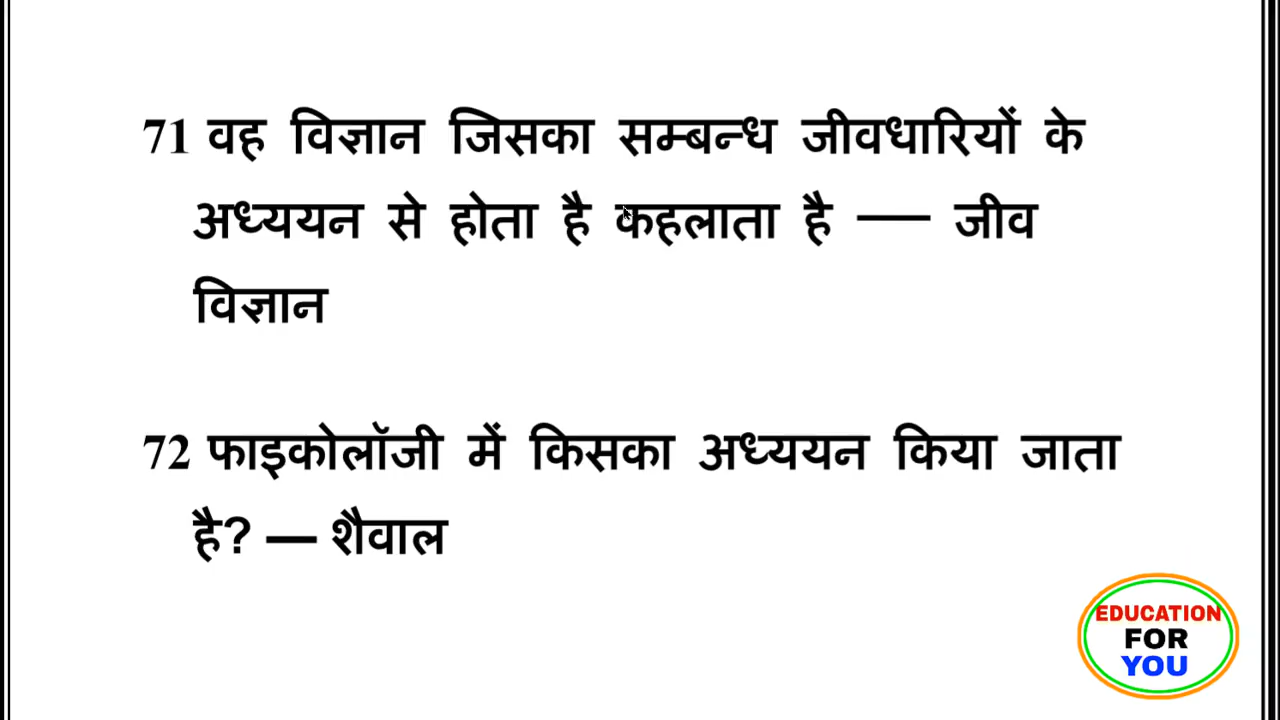 71 वह विज्ञान जिसका सम्बन्ध जीवधारियों के
अध्ययन से होता है कहलाता है — जीव
विज्ञान
72 फाइकोलॉजी में किसका अध्ययन किया जाता
है? — शैवाल
EDUCATION
FOR
YOU